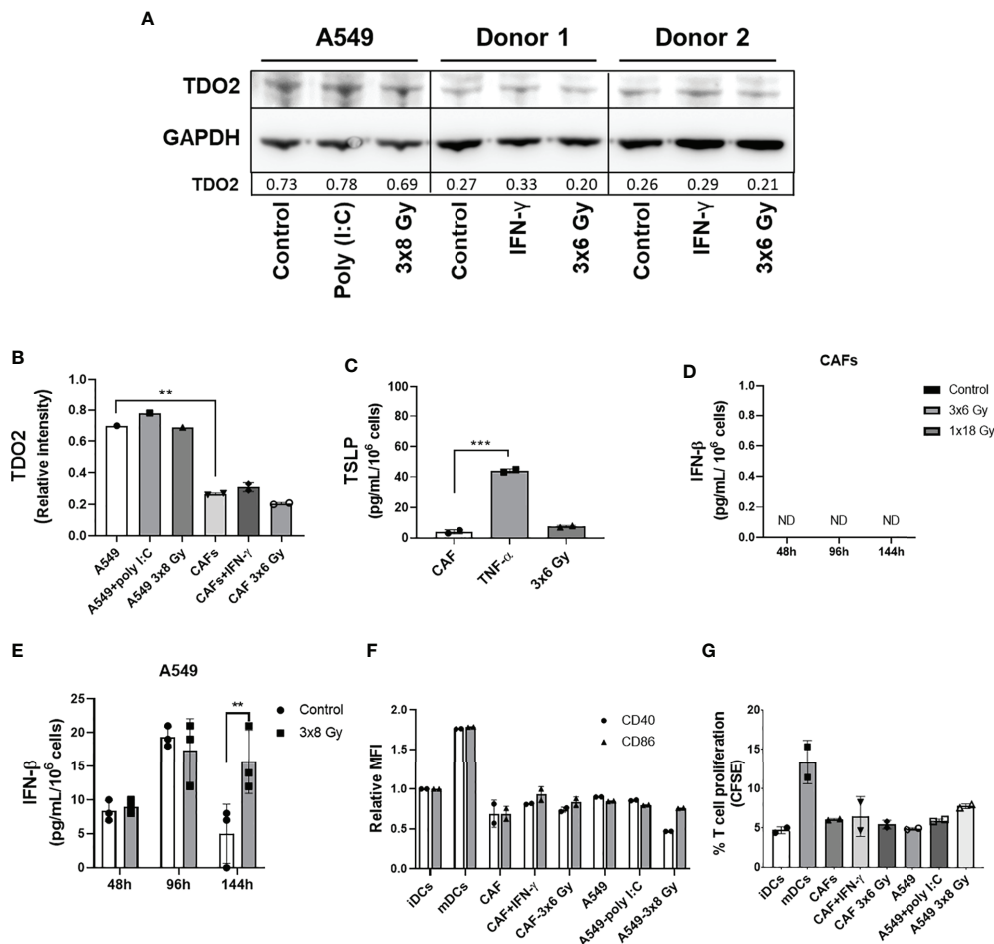 A
A549 Donor 1 Donor 2
TDO2
GAPDH
TDO2 0.73 0.78 0.69 0.27 0.33 0.20 0.26 0.29 0.21
Control Poly (I:C) 3x8 Gy Control IFN-γ 3x6 Gy Control IFN-γ 3x6 Gy
B
TDO2
(Relative intensity)
1.0
0.8
0.6
0.4
0.2
0.0
**
A549 A549+poly I:C A549 3x8 Gy CAFs CAFs+IFN-γ CAF 3x6 Gy
C
TSLP
(pg/mL/10⁶ cells)
100
80
60
40
20
0
***
CAF TNF-α 3x6 Gy
D
CAFs
IFN-β
(pg/mL/ 10⁶ cells)
1.0
0.8
0.6
0.4
0.2
0.0
ND ND ND
48h 96h 144h
Control
3x6 Gy
1x18 Gy
E
A549
IFN-β
(pg/mL/10⁶ cells)
25
20
15
10
5
0
**
48h 96h 144h
Control
3x8 Gy
F
Relative MFI
2.0
1.5
1.0
0.5
0.0
CD40
CD86
iDCs mDCs CAF CAF+IFN-γ CAF-3x6 Gy A549 A549-poly I:C A549-3x8 Gy
G
% T cell proliferation
(CFSE)
20
15
10
5
0
iDCs mDCs CAFs CAF+IFN-γ CAF 3x6 Gy A549 A549+poly I:C A549 3x8 Gy